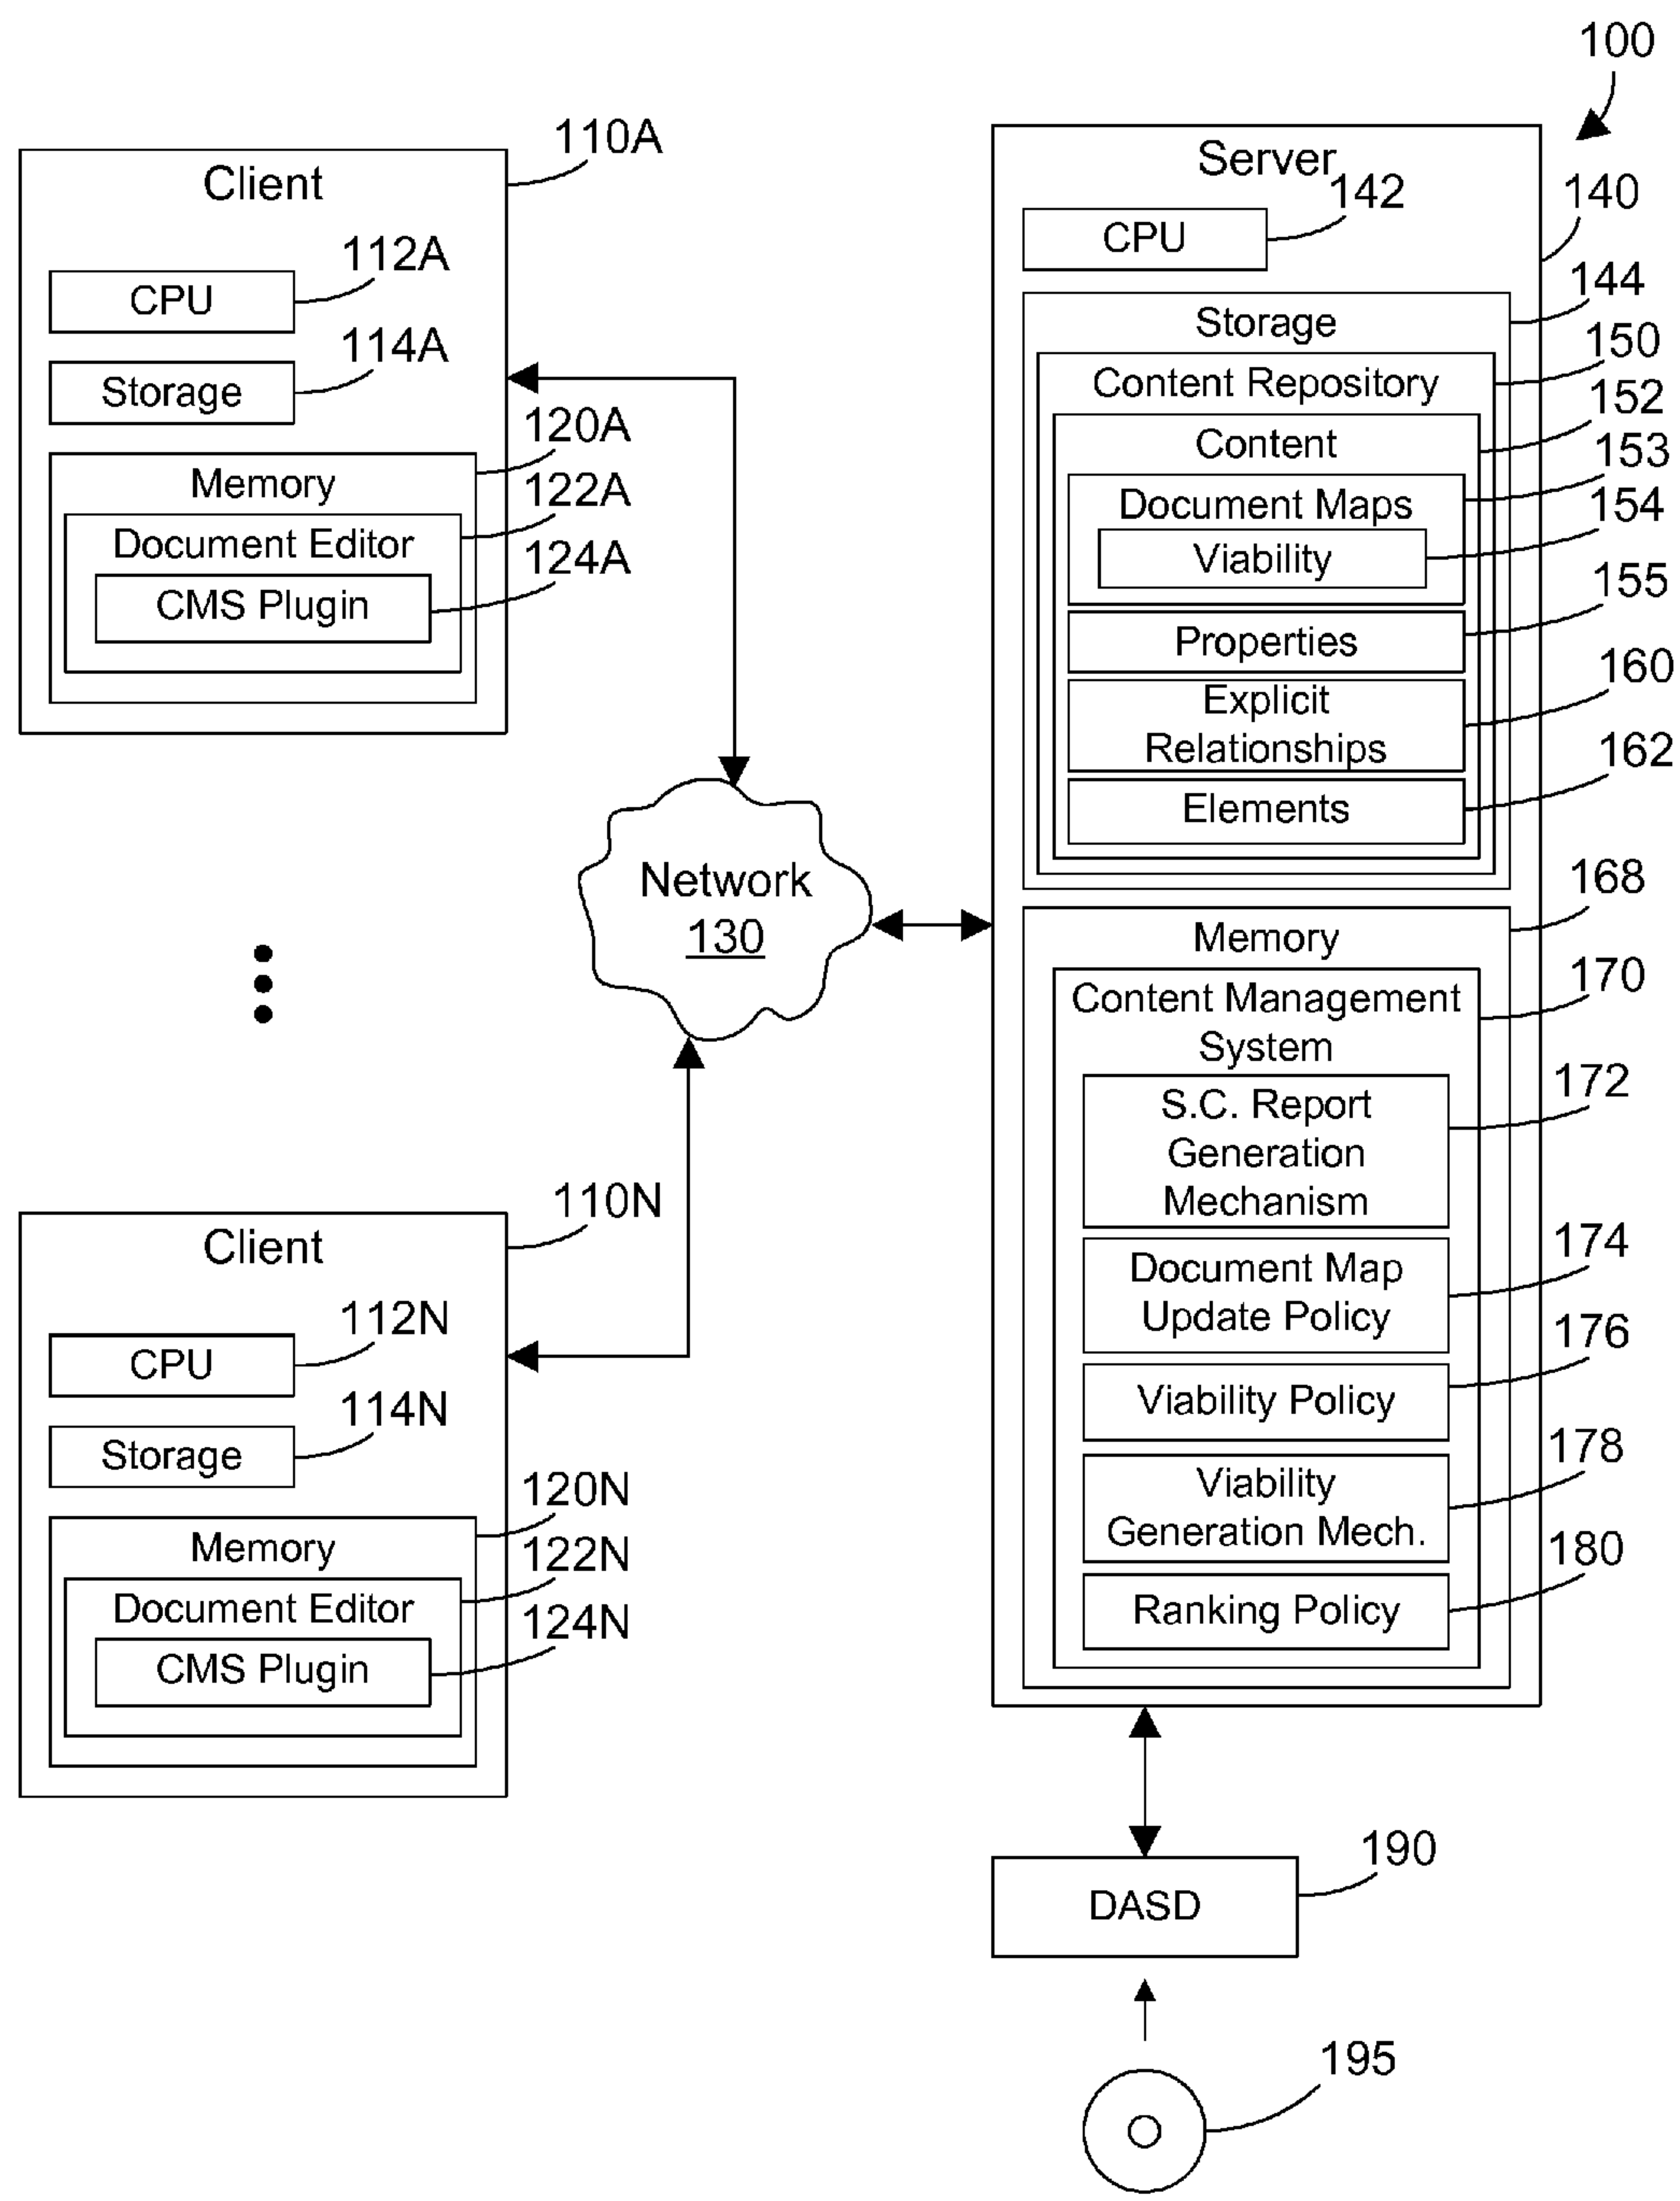 100
110A
Client
112A
CPU
114A
Storage
120A
Memory
122A
Document Editor
124A
CMS Plugin
Network
130
110N
Client
112N
CPU
114N
Storage
120N
Memory
122N
Document Editor
124N
CMS Plugin
Server
140
142
CPU
144
Storage
150
Content Repository
152
Content
153
Document Maps
154
Viability
155
Properties
160
Explicit
Relationships
162
Elements
168
Memory
170
Content Management
System
172
S.C. Report
Generation
Mechanism
174
Document Map
Update Policy
176
Viability Policy
178
Viability
Generation Mech.
180
Ranking Policy
190
DASD
195